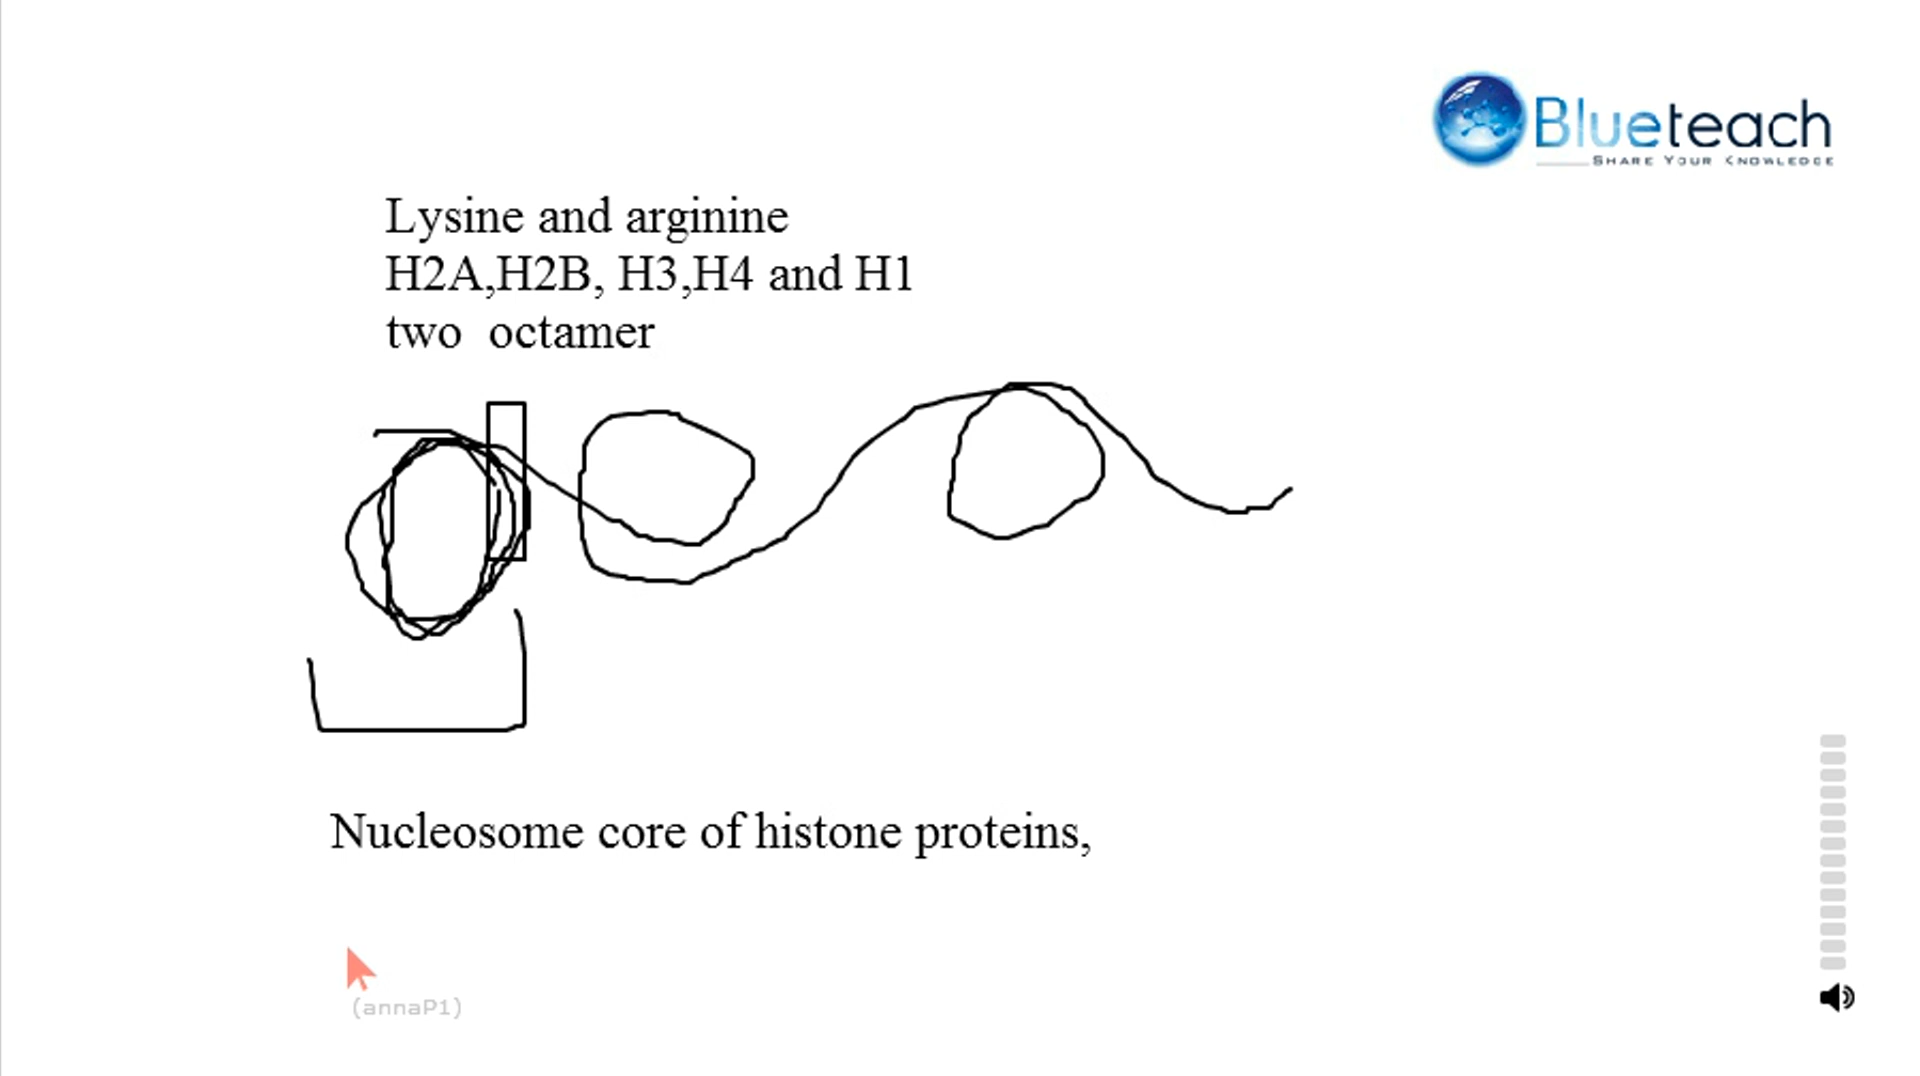 Blueteach
SHARE YOUR KNOWLEDGE
Lysine and arginine
H2A,H2B, H3,H4 and H1
two octamer
Nucleosome core of histone proteins,
(annaP1)